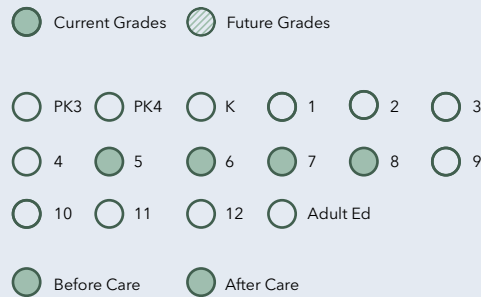 Current Grades Future Grades
PK3 PK4 K 1 2 3
4 5 6 7 8 9
10 11 12 Adult Ed
Before Care After Care